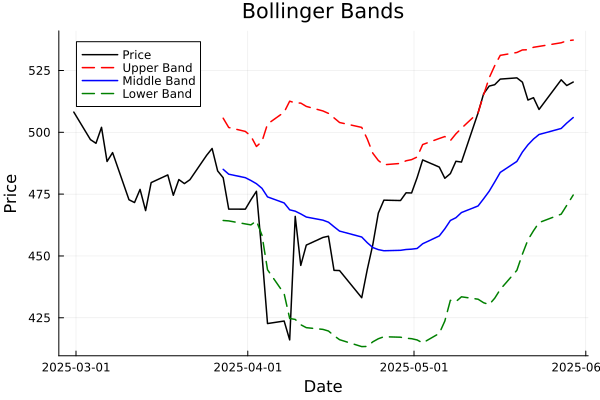 Bollinger Bands
Price
Upper Band
Middle Band
Lower Band
Price
525
500
475
450
425
2025-03-01
2025-04-01
2025-05-01
2025-06
Date